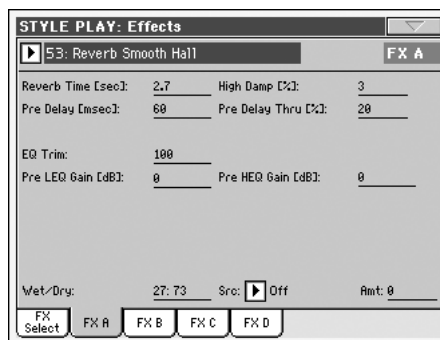 STYLE PLAY: Effects
53: Reverb Smooth Hall FX A
Reverb Time [sec]: 2.7 High Damp [%]: 3
Pre Delay [msec]: 60 Pre Delay Thru [%]: 20
EQ Trim: 100
Pre LEQ Gain [dB]: 0 Pre HEQ Gain [dB]: 0
Wet/Dry: 27:73 Src: Off Amt: 0
FX Select FX A FX B FX C FX D